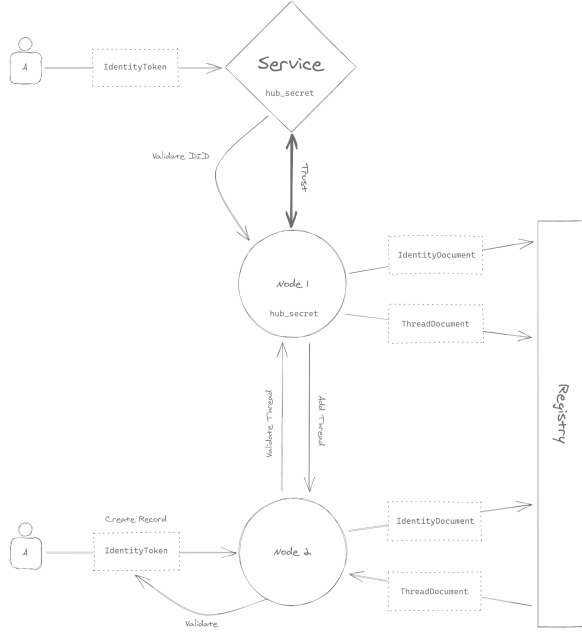 A
IdentityToken
Service
hub_secret
Validate DID
Trust
Node 1
hub_secret
IdentityDocument
ThreadDocument
Registry
Validate Thread
Add Thread
Create Record
A
IdentityToken
Node 2
IdentityDocument
ThreadDocument
Validate